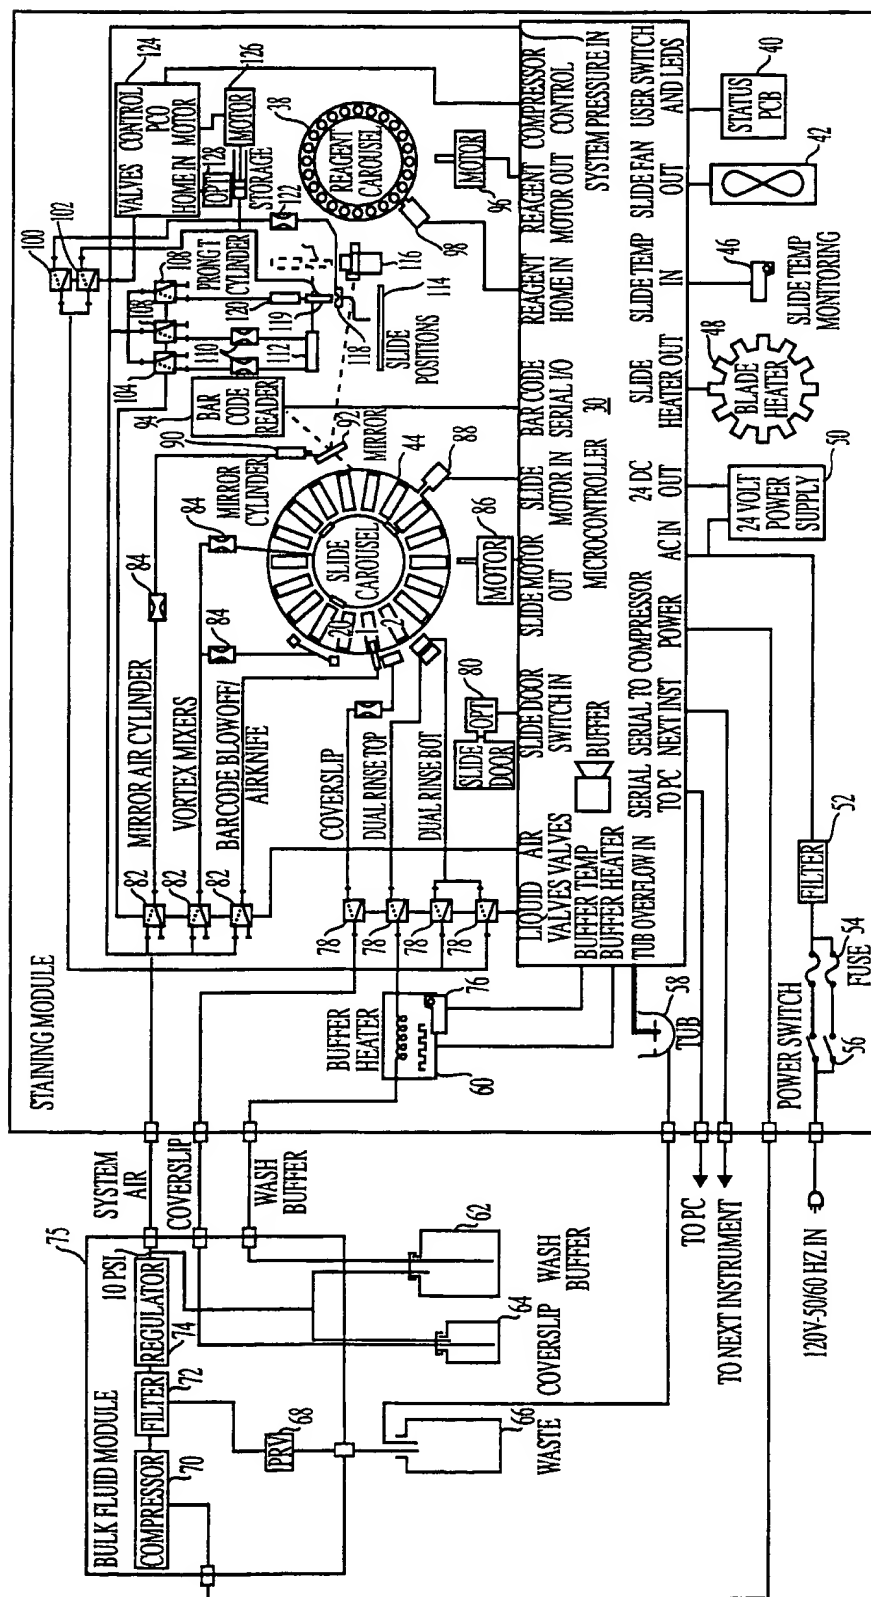 STAINING MODULE
BULK FLUID MODULE
75
COMPRESSOR
70
FILTER
72
REGULATOR
74
10 PSI
PRV
68
SYSTEM
AIR
COVERSLIP
WASH
BUFFER
62
WASH
BUFFER
64
COVERSLIP
66
WASTE
TO PC
TO NEXT INSTRUMENT
120V-50/60 HZ IN
POWER SWITCH
56
54
FUSE
FILTER
52
BUFFER
HEATER
76
60
58
TUB
MIRROR AIR CYLINDER
VORTEX MIXERS
BARCODE BLOWOFF/
AIRKNIFE
COVERSLIP
DUAL RINSE TOP
DUAL RINSE BOT
82
82
82
78
78
78
78
84
84
84
MIRROR
CYLINDER
90
92
MIRROR
94
BAR
CODE
READER
SLIDE
CAROUSEL
20
1
2
44
88
86
MOTOR
80
OPT
SLIDE
DOOR
100
102
104
108
108
110
112
PRONG T
CYLINDER
120
119
118
116
114
SLIDE
POSITIONS
122
STORAGE
124
VALVES CONTROL
PCO
HOME IN MOTOR
126
MOTOR
128
OPT
38
REAGENT
CAROUSEL
MOTOR
96
98
LIQUID AIR
VALVES VALVES
BUFFER TEMP
BUFFER HEATER
TUB OVERFLOW IN
BUFFER
SLIDE DOOR
SWITCH IN
SLIDE MOTOR
OUT
SLIDE
MOTOR IN
BAR CODE
SERIAL I/O
REAGENT
HOME IN
REAGENT
MOTOR OUT
COMPRESSOR
CONTROL
SYSTEM PRESSURE IN
MICROCONTROLLER 30
SERIAL
TO PC
SERIAL TO
NEXT INST
COMPRESSOR
POWER
AC IN
24 DC
OUT
SLIDE
HEATER OUT
SLIDE TEMP
IN
SLIDE FAN
OUT
USER SWITCH
AND LEDS
24 VOLT
POWER
SUPPLY
50
BLADE
HEATER
48
46
SLIDE TEMP
MONITORING
42
STATUS
PCB
40